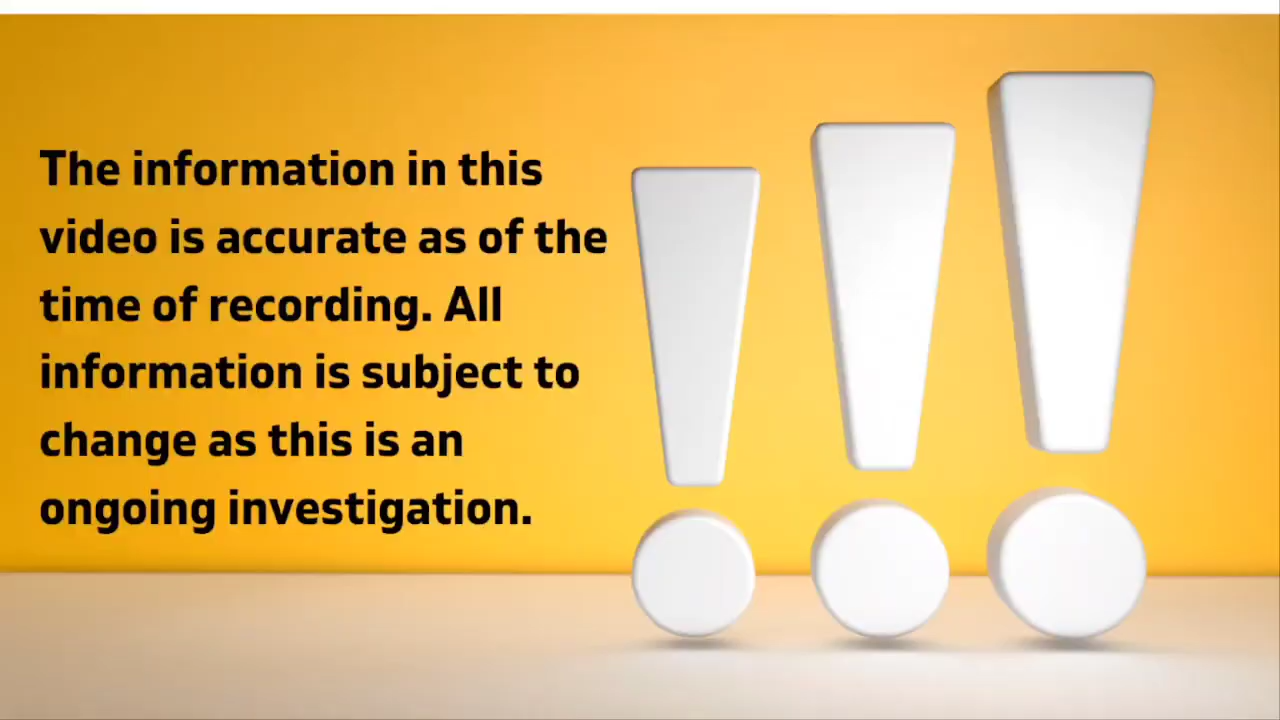 The information in this
video is accurate as of the
time of recording. All
information is subject to
change as this is an
ongoing investigation.